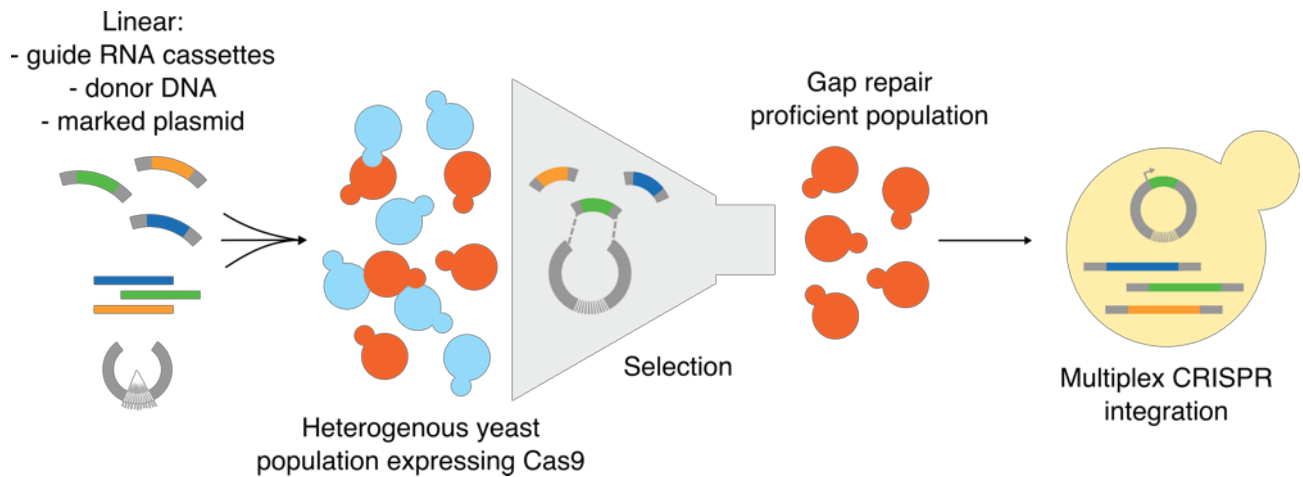 Linear:
- guide RNA cassettes
- donor DNA
- marked plasmid
Heterogenous yeast
population expressing Cas9
Selection
Gap repair
proficient population
Multiplex CRISPR
integration